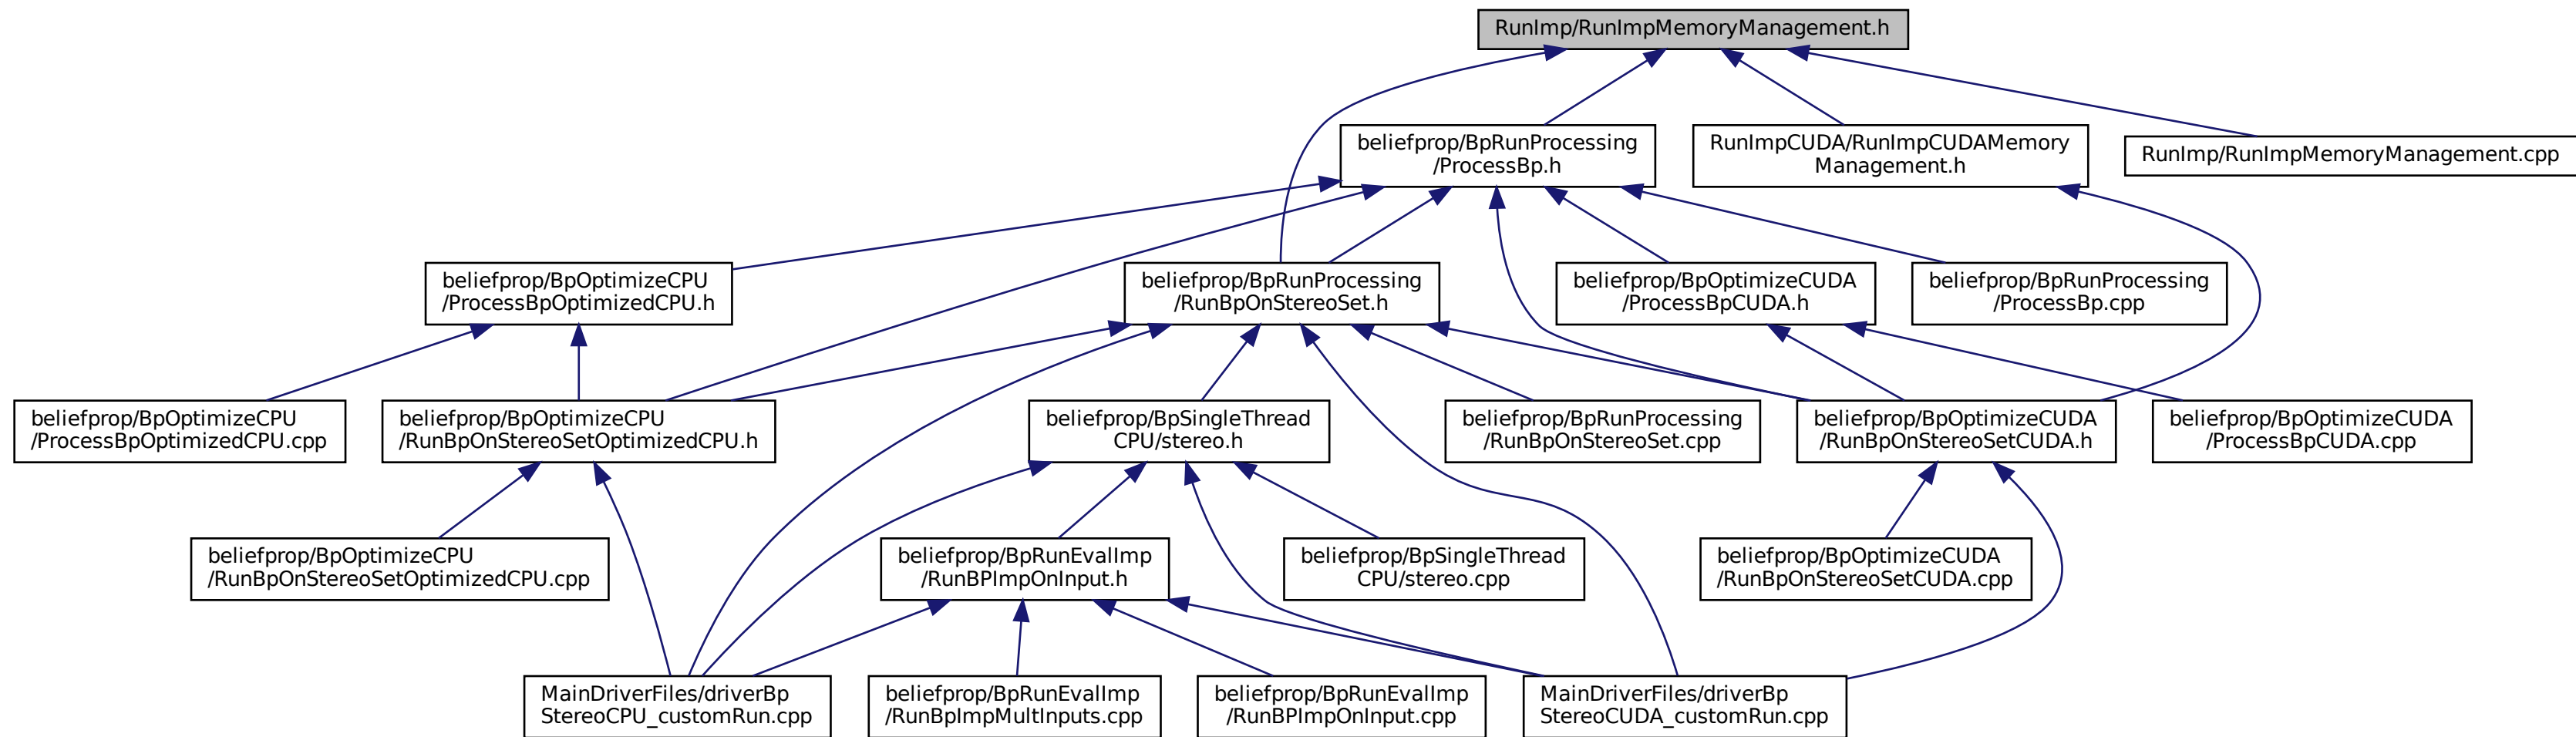 RunImp/RunImpMemoryManagement.h
beliefprop/BpRunProcessing
/ProcessBp.h
RunImpCUDA/RunImpCUDAMemory
Management.h
RunImp/RunImpMemoryManagement.cpp
beliefprop/BpOptimizeCPU
/ProcessBpOptimizedCPU.h
beliefprop/BpRunProcessing
/RunBpOnStereoSet.h
beliefprop/BpOptimizeCUDA
/ProcessBpCUDA.h
beliefprop/BpRunProcessing
/ProcessBp.cpp
beliefprop/BpOptimizeCPU
/ProcessBpOptimizedCPU.cpp
beliefprop/BpOptimizeCPU
/RunBpOnStereoSetOptimizedCPU.h
beliefprop/BpSingleThread
CPU/stereo.h
beliefprop/BpRunProcessing
/RunBpOnStereoSet.cpp
beliefprop/BpOptimizeCUDA
/RunBpOnStereoSetCUDA.h
beliefprop/BpOptimizeCUDA
/ProcessBpCUDA.cpp
beliefprop/BpOptimizeCPU
/RunBpOnStereoSetOptimizedCPU.cpp
beliefprop/BpRunEvalImp
/RunBPImpOnInput.h
beliefprop/BpSingleThread
CPU/stereo.cpp
beliefprop/BpOptimizeCUDA
/RunBpOnStereoSetCUDA.cpp
MainDriverFiles/driverBp
StereoCPU_customRun.cpp
beliefprop/BpRunEvalImp
/RunBpImpMultInputs.cpp
beliefprop/BpRunEvalImp
/RunBPImpOnInput.cpp
MainDriverFiles/driverBp
StereoCUDA_customRun.cpp